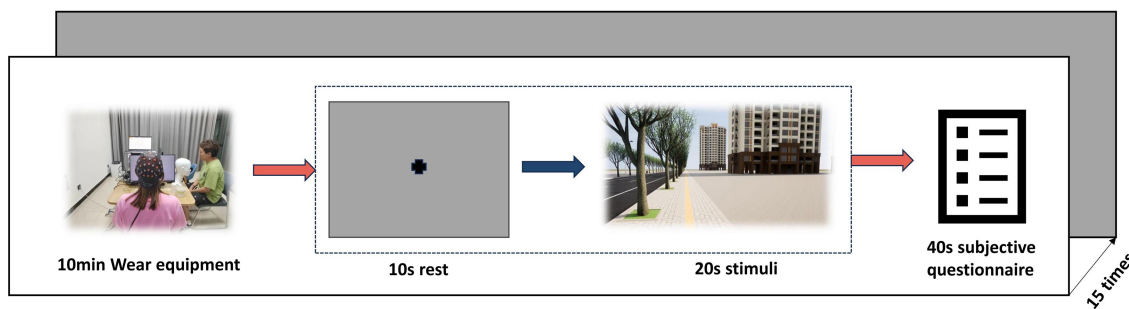 10min Wear equipment
10s rest
20s stimuli
40s subjective
questionnaire
15 times